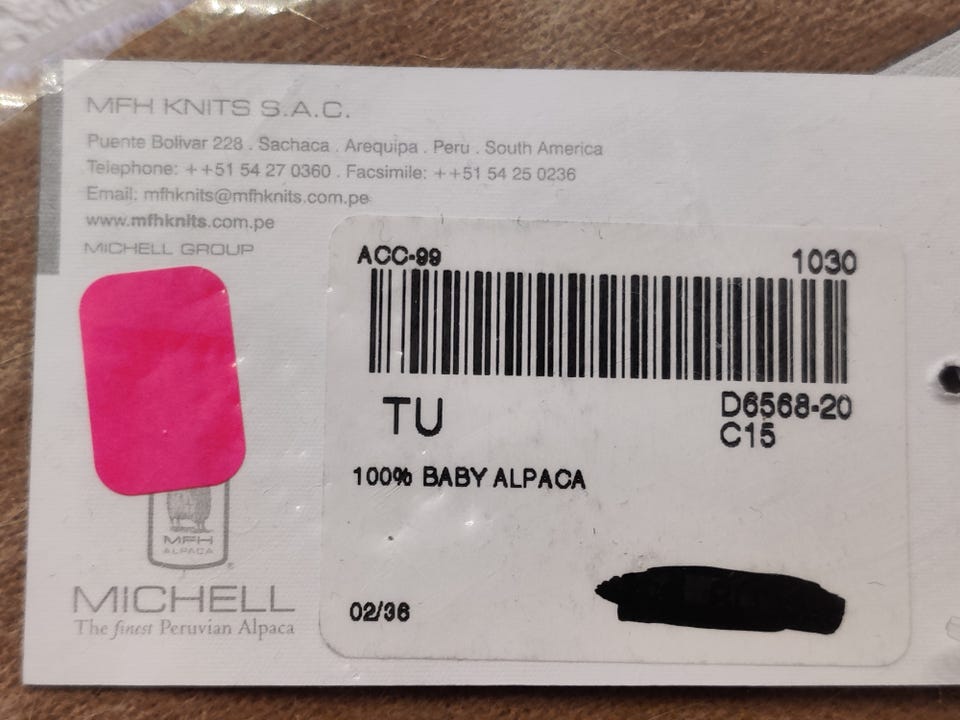 MFH KNITS S.A.C.
Puente Bolivar 228 . Sachaca . Arequipa . Peru . South America
Telephone: ++51 54 27 0360 . Facsimile: ++51 54 25 0236
Email: mfhknits@mfhknits.com.pe
www.mfhknits.com.pe
MICHELL GROUP
ACC-99 1030
TU D6568-20
C15
100% BABY ALPACA
02/36
MFH
ALPACA
®
MICHELL
The finest Peruvian Alpaca